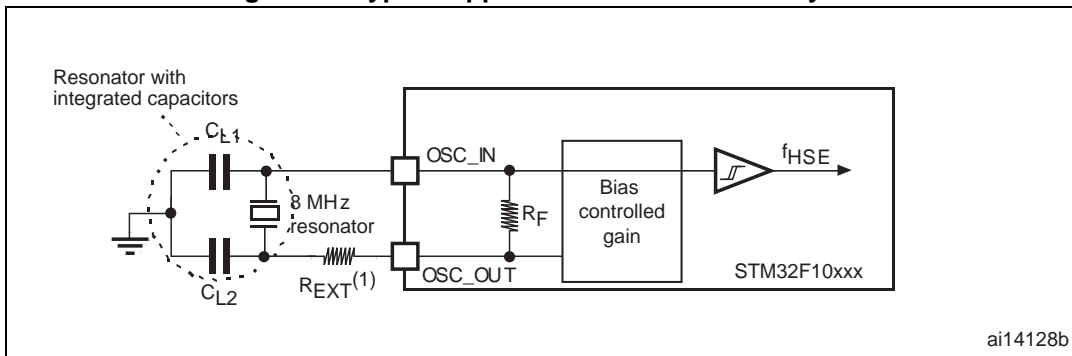 Resonator with
integrated capacitors
CL1
OSC_IN
fHSE
8 MHz
resonator
RF
Bias
controlled
gain
OSC_OUT
STM32F10xxx
REXT(1)
CL2
ai14128b